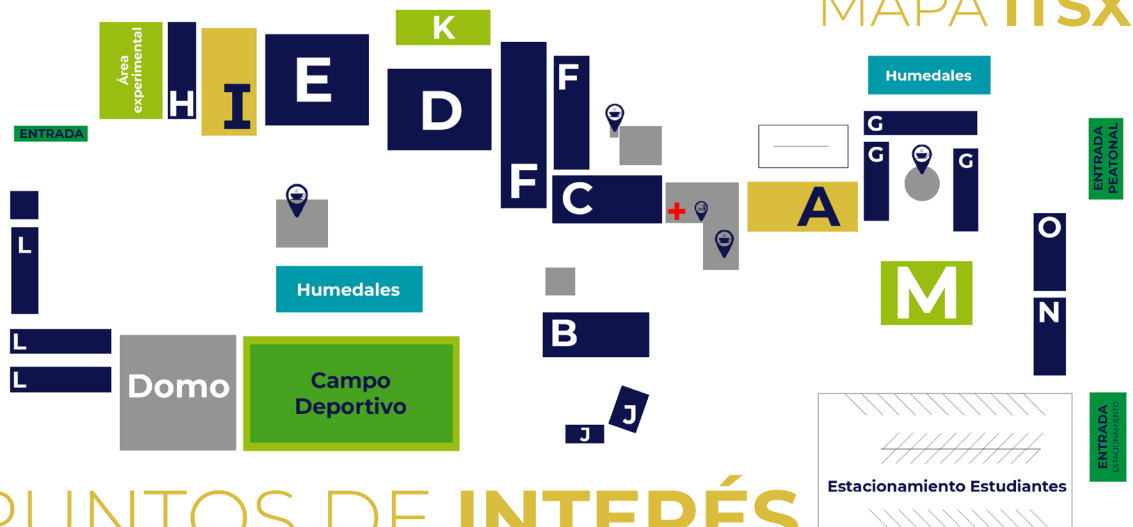 MAPA ITSX
K
Área
experimental
H
I
E
D
F
F
Humedales
ENTRADA
G
G
G
ENTRADA
PEATONAL
C
A
L
O
Humedales
M
N
B
L
L
Domo
Campo
Deportivo
J
J
ENTRADA
ESTACIONAMIENTO
Estacionamiento Estudiantes
PUNTOS DE INTERÉS